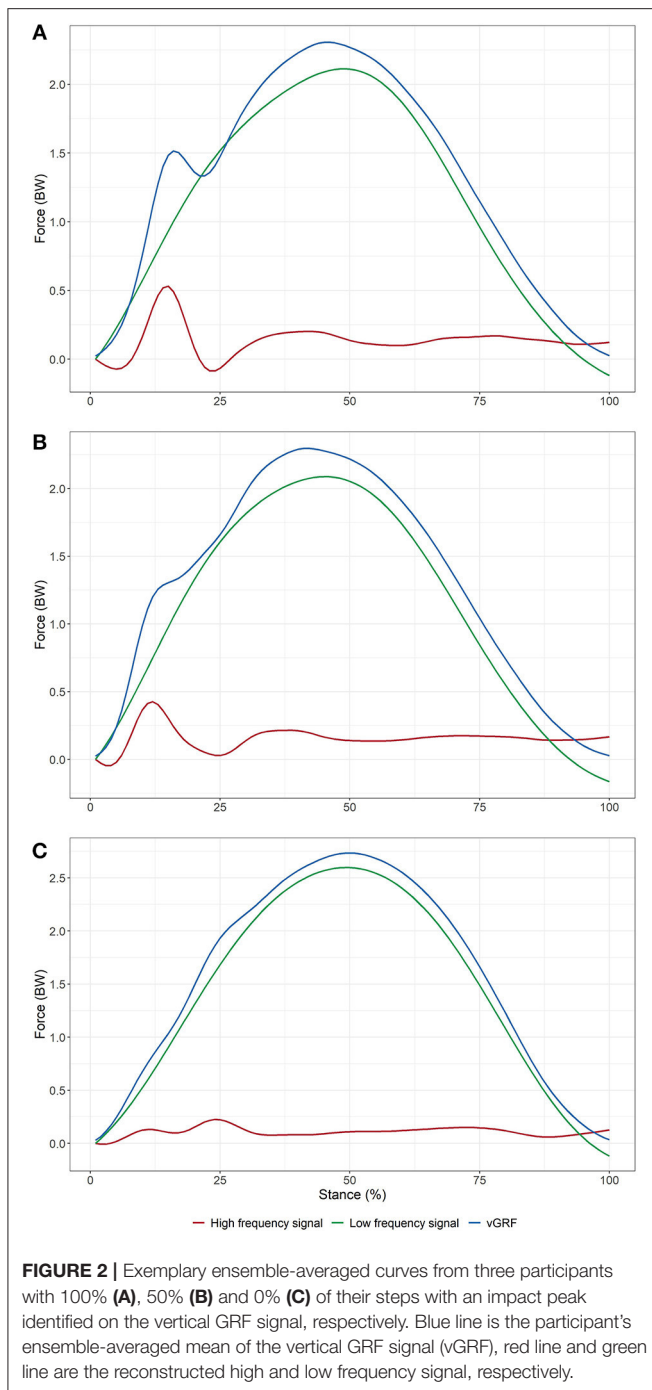 A
2.0
1.5
1.0
0.5
0.0
Force (BW)
0 25 50 75 100
B
2.0
1.5
1.0
0.5
0.0
Force (BW)
0 25 50 75 100
C
2.5
2.0
1.5
1.0
0.5
0.0
Force (BW)
0 25 50 75 100
Stance (%)
High frequency signal Low frequency signal vGRF
FIGURE 2 | Exemplary ensemble-averaged curves from three participants
with 100% (A), 50% (B) and 0% (C) of their steps with an impact peak
identified on the vertical GRF signal, respectively. Blue line is the participant's
ensemble-averaged mean of the vertical GRF signal (vGRF), red line and green
line are the reconstructed high and low frequency signal, respectively.